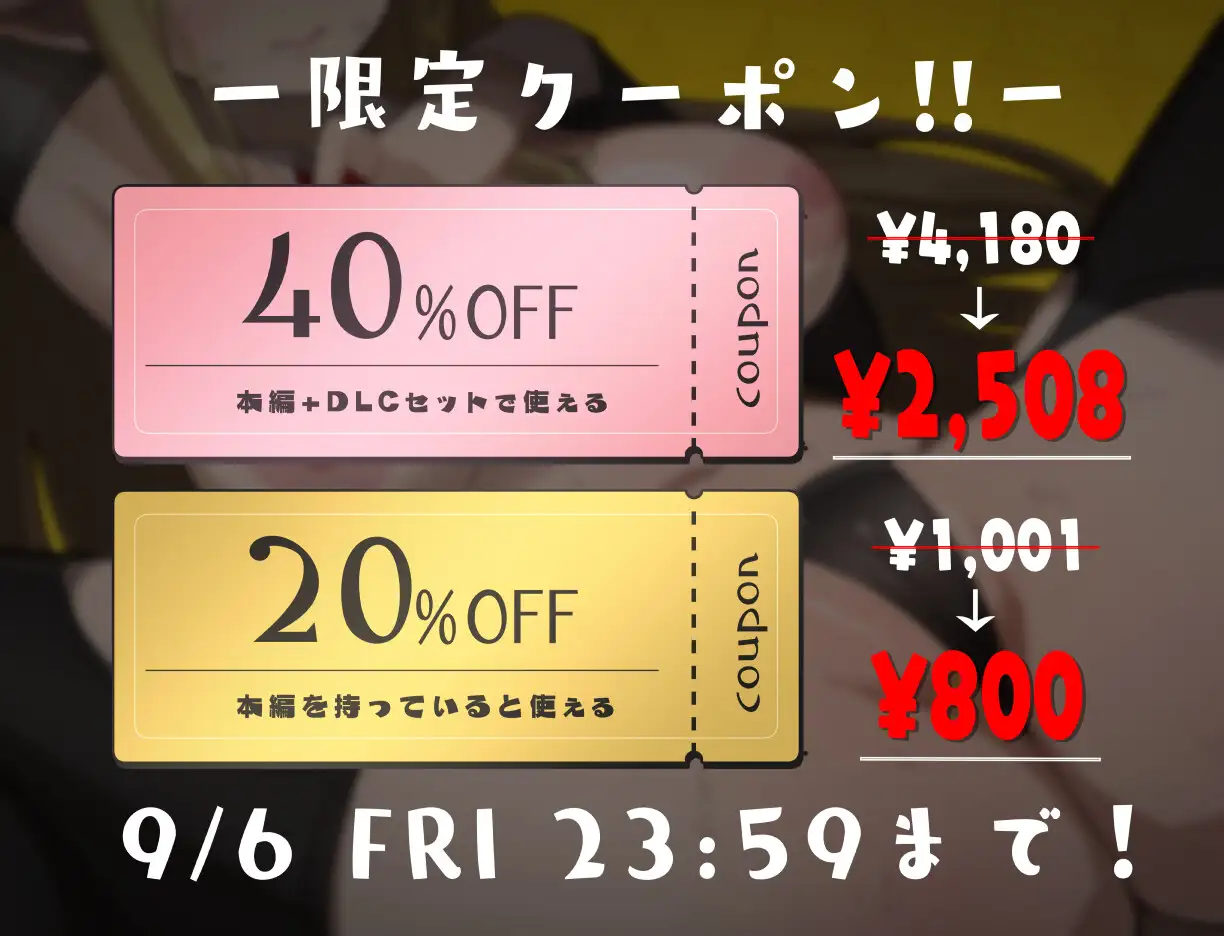 ー限定クーポン!!ー
40%OFF
本編+DLCセットで使える
coupon
¥4,180
↓
¥2,508
20%OFF
本編を持っていると使える
coupon
¥1,001
↓
¥800
9/6 FRI 23:59まで!